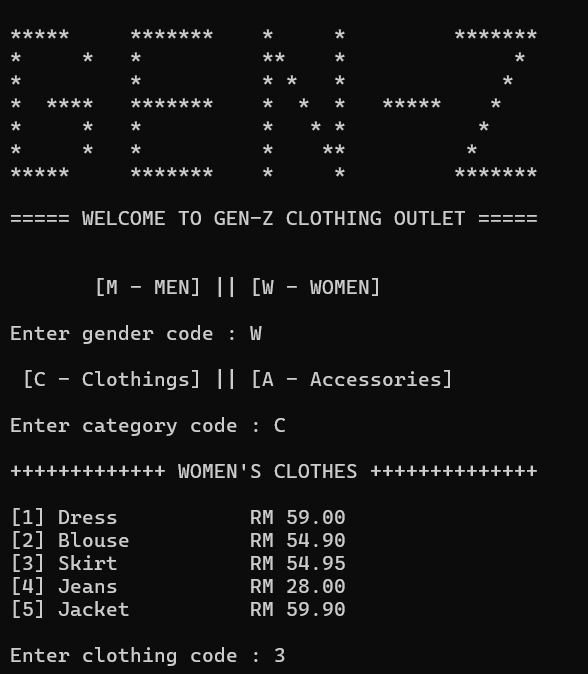 *****     *******    *     *         *******
*     *   *          **    *              *
*         *          * *   *             *
*  ****   *******    *  *  *   *****    *
*     *   *          *   * *           *
*     *   *          *    **          *
*****     *******    *     *         *******
===== WELCOME TO GEN-Z CLOTHING OUTLET =====
[M - MEN] || [W - WOMEN]
Enter gender code : W
[C - Clothings] || [A - Accessories]
Enter category code : C
+++++++++++++ WOMEN'S CLOTHES ++++++++++++++
[1] Dress           RM 59.00
[2] Blouse          RM 54.90
[3] Skirt           RM 54.95
[4] Jeans           RM 28.00
[5] Jacket          RM 59.90
Enter clothing code : 3